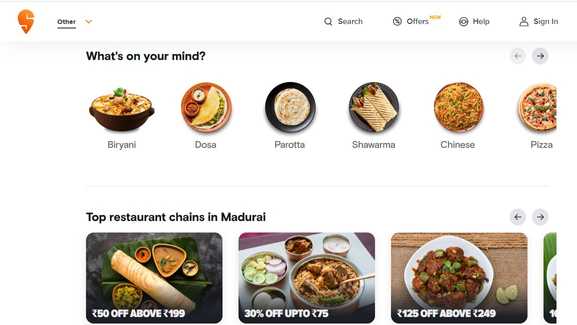 Other
Search
Offers NEW
Help
Sign In
What's on your mind?
Biryani
Dosa
Parotta
Shawarma
Chinese
Pizza
Top restaurant chains in Madurai
₹50 OFF ABOVE ₹199
30% OFF UPTO ₹75
₹125 OFF ABOVE ₹249